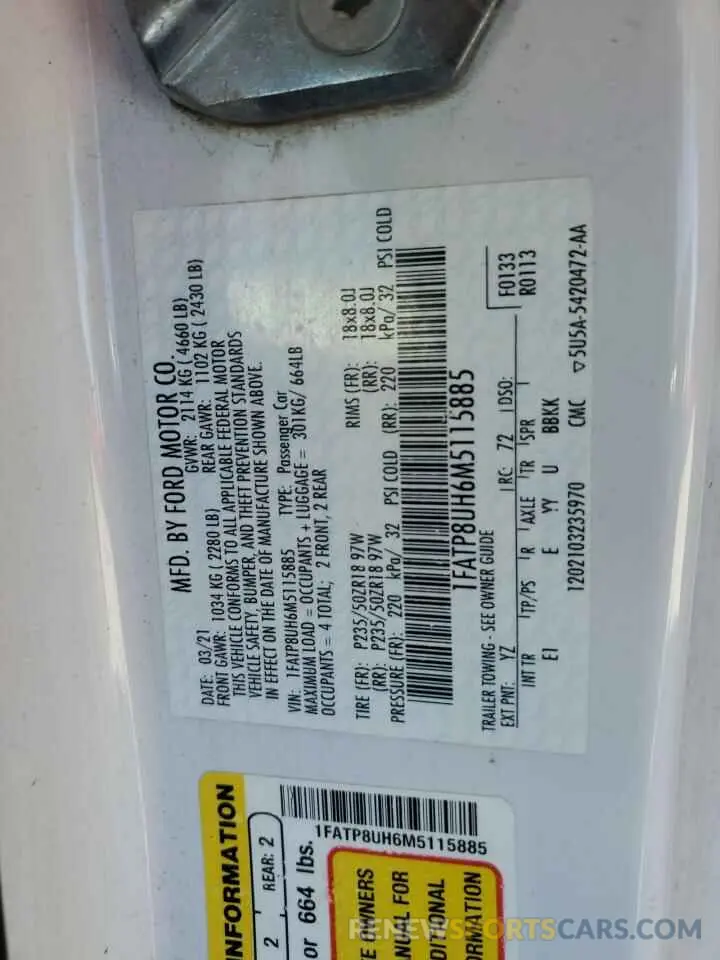 MFD. BY FORD MOTOR CO.
DATE: 03/21 GVWR: 2114 KG ( 4660 LB)
FRONT GAWR: 1034 KG ( 2280 LB) REAR GAWR: 1102 KG ( 2430 LB)
THIS VEHICLE CONFORMS TO ALL APPLICABLE FEDERAL MOTOR
VEHICLE SAFETY, BUMPER, AND THEFT PREVENTION STANDARDS
IN EFFECT ON THE DATE OF MANUFACTURE SHOWN ABOVE.
VIN: 1FATP8UH6M5115885 TYPE: Passenger Car
MAXIMUM LOAD = OCCUPANTS + LUGGAGE = 301KG/ 664LB
OCCUPANTS = 4 TOTAL; 2 FRONT, 2 REAR
TIRE (FR): P235/50ZR18 97W RIMS (FR): 18x8.0J
(RR): P235/50ZR18 97W (RR): 18x8.0J
PRESSURE (FR): 220 kPa/ 32 PSI COLD (RR): 220 kPa/ 32 PSI COLD
1FATP8UH6M5115885
TRAILER TOWING - SEE OWNER GUIDE
EXT PNT: YZ RC: 72 DSO: F0133
R0113
INT TR TP/PS R AXLE TR SPR
EI E YY U BBKK
1202103235970 CMC ▽5U5A-5420472-AA
INFORMATION
2 REAR: 2
or 664 lbs.
1FATP8UH6M5115885
E OWNERS
ANUAL FOR
DITIONAL
ORMATION
RENEWSPORTSCARS.COM